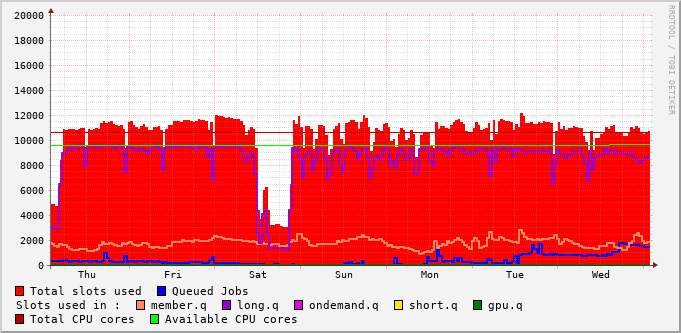 20000
18000
16000
14000
12000
10000
8000
6000
4000
2000
0
Thu Fri Sat Sun Mon Tue Wed
RRDTOOL / TOBI OETIKER
Total slots used Queued Jobs
Slots used in : member.q long.q ondemand.q short.q gpu.q
Total CPU cores Available CPU cores